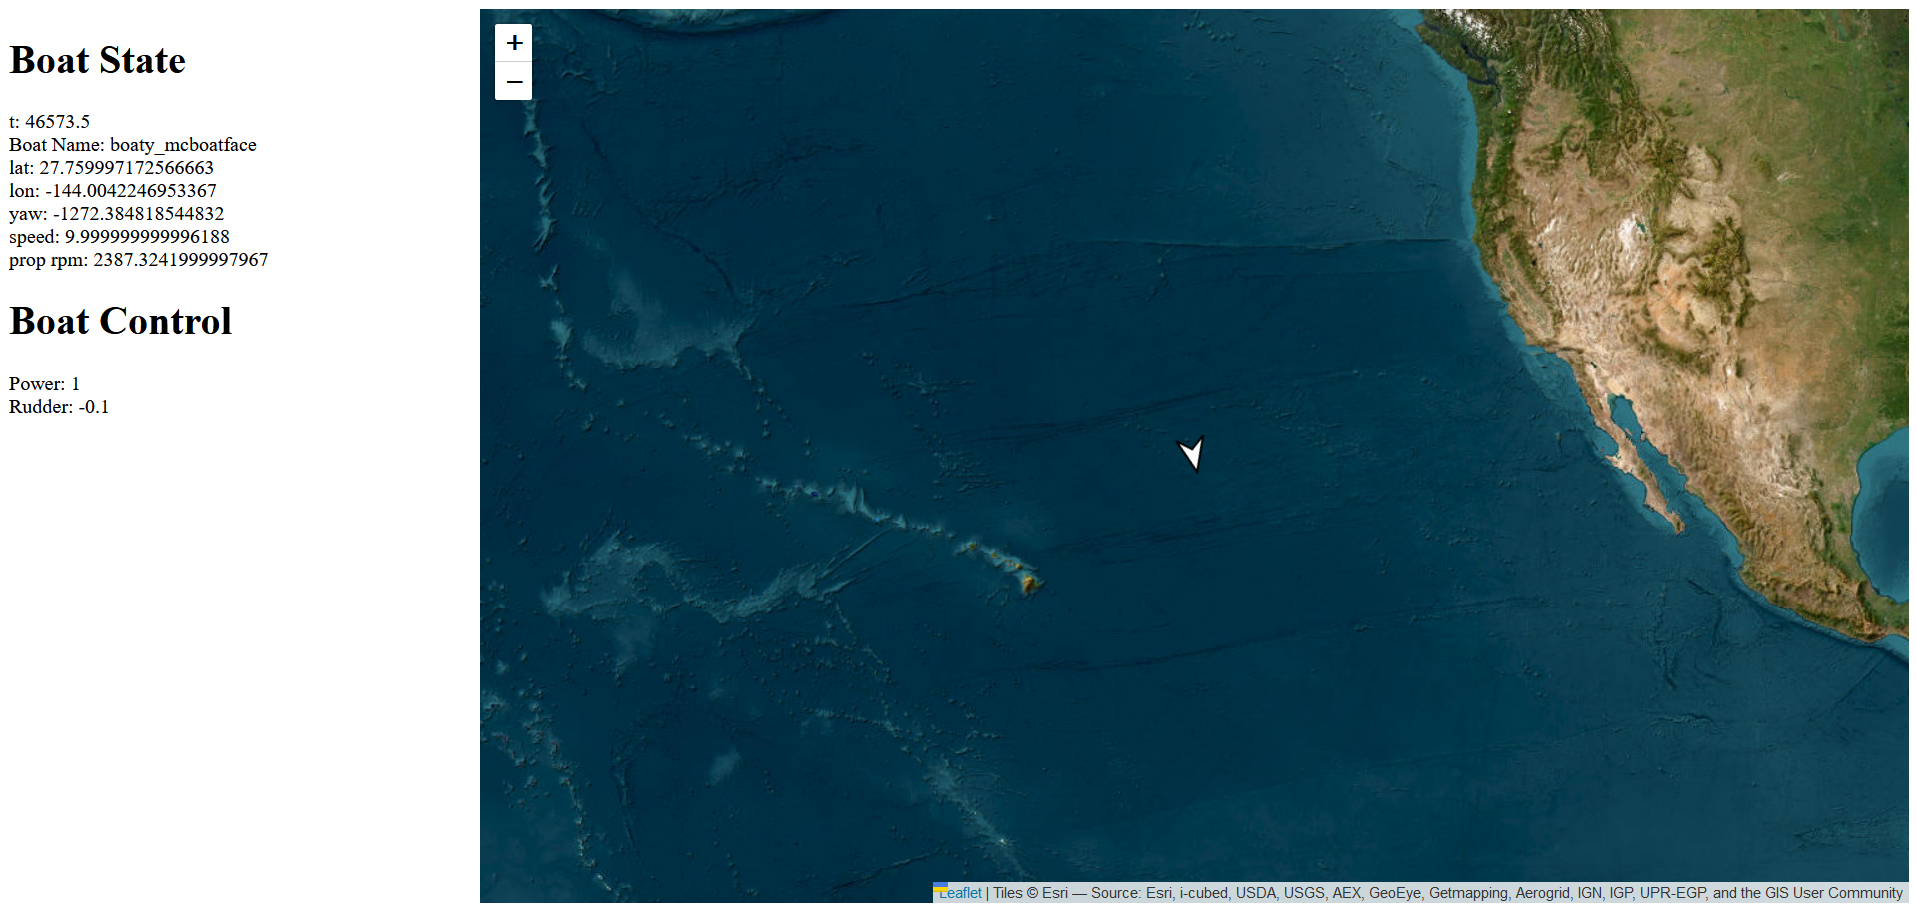 Boat State
t: 46573.5
Boat Name: boaty_mcboatface
lat: 27.759997172566663
lon: -144.0042246953367
yaw: -1272.384818544832
speed: 9.999999999996188
prop rpm: 2387.3241999997967
Boat Control
Power: 1
Rudder: -0.1
+
−
Leaflet | Tiles © Esri — Source: Esri, i-cubed, USDA, USGS, AEX, GeoEye, Getmapping, Aerogrid, IGN, IGP, UPR-EGP, and the GIS User Community